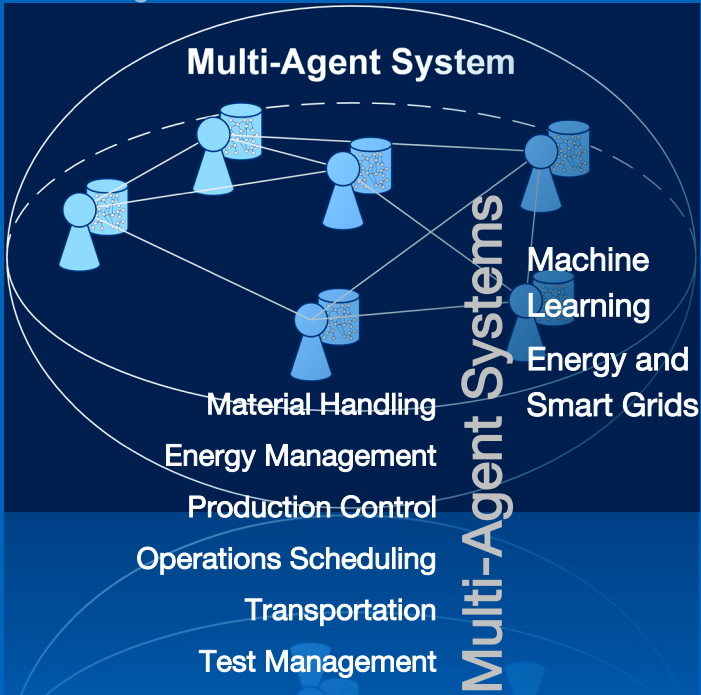 Multi-Agent System
Machine
Learning
Energy and
Smart Grids
Multi-Agent Systems
Material Handling
Energy Management
Production Control
Operations Scheduling
Transportation
Test Management